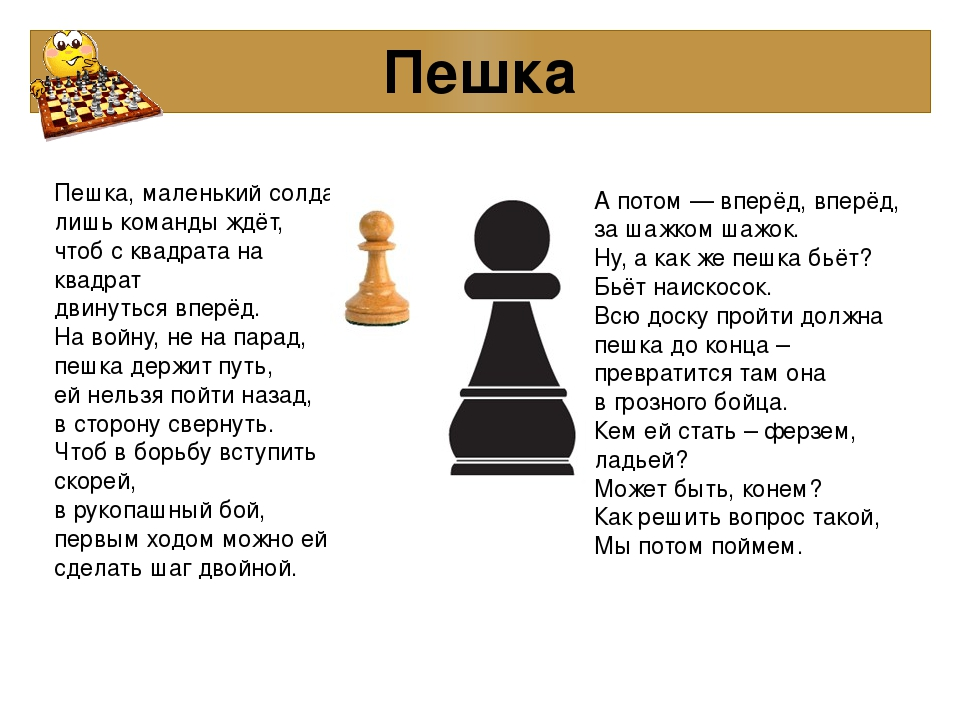 Пешка
Пешка, маленький солда
лишь команды ждёт,
чтоб с квадрата на
квадрат
двинуться вперёд.
На войну, не на парад,
пешка держит путь,
ей нельзя пойти назад,
в сторону свернуть.
Чтоб в борьбу вступить
скорей,
в рукопашный бой,
первым ходом можно ей
сделать шаг двойной.
А потом — вперёд, вперёд,
за шажком шажок.
Ну, а как же пешка бьёт?
Бьёт наискосок.
Всю доску пройти должна
пешка до конца –
превратится там она
в грозного бойца.
Кем ей стать – ферзем,
ладьей?
Может быть, конем?
Как решить вопрос такой,
Мы потом поймем.